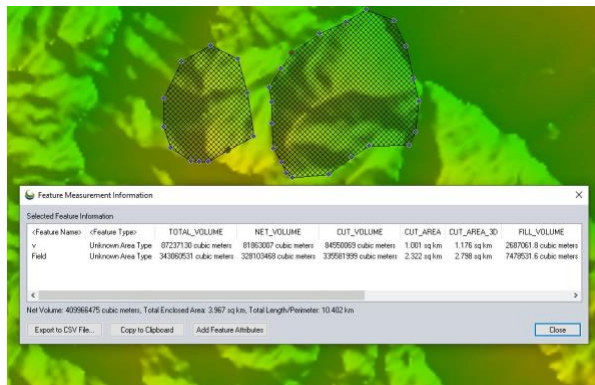 Feature Measurement Information
Selected Feature Information
<Feature Name> <Feature Type> TOTAL_VOLUME NET_VOLUME CUT_VOLUME CUT_AREA CUT_AREA_3D FILL_VOLUME
v Unknown Area Type 87237130 cubic meters 81863007 cubic meters 84550069 cubic meters 1.001 sq km 1.176 sq km 2687061.8 cubic meters
Field Unknown Area Type 343060531 cubic meters 328103468 cubic meters 335581999 cubic meters 2.322 sq km 2.798 sq km 7478531.6 cubic meters
Net Volume: 409966475 cubic meters, Total Enclosed Area: 3.967 sq km, Total Length/Perimeter: 10.402 km
Export to CSV File... Copy to Clipboard Add Feature Attributes Close